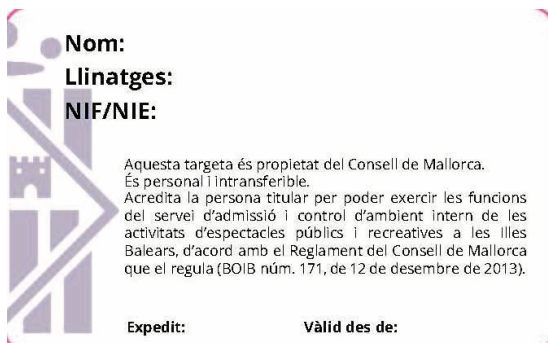 Nom:
Llinatges:
NIF/NIE:
Aquesta targeta és propietat del Consell de Mallorca.
És personal i intransferible.
Acredita la persona titular per poder exercir les funcions
del servei d'admissió i control d'ambient intern de les
activitats d'espectacles públics i recreatives a les Illes
Balears, d'acord amb el Reglament del Consell de Mallorca
que el regula (BOIB núm. 171, de 12 de desembre de 2013).
Expedit: Vàlid des de: